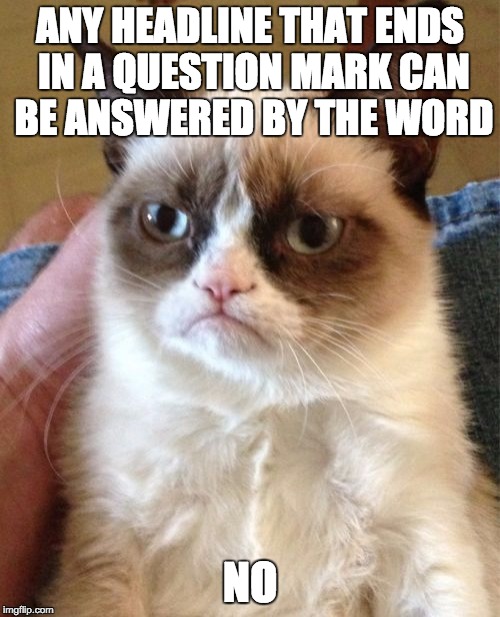 ANY HEADLINE THAT ENDS
IN A QUESTION MARK CAN
BE ANSWERED BY THE WORD
NO
imgflip.com